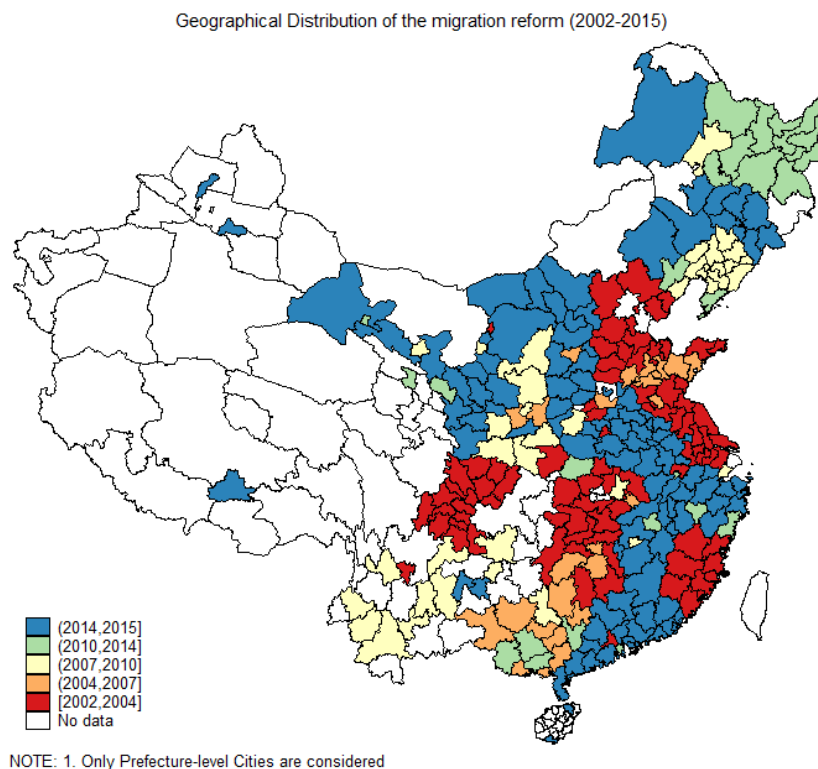 Geographical Distribution of the migration reform (2002-2015)
(2014,2015]
(2010,2014]
(2007,2010]
(2004,2007]
[2002,2004]
No data
NOTE: 1. Only Prefecture-level Cities are considered